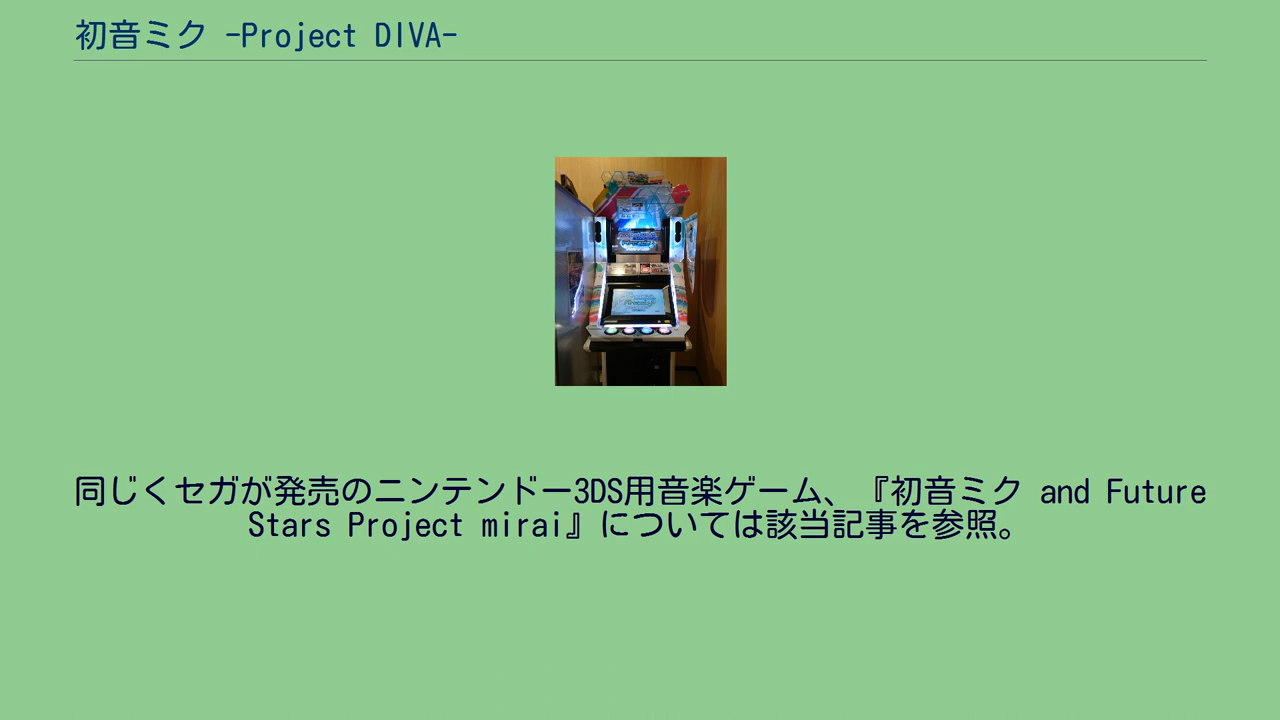 初音ミク -Project DIVA-
同じくセガが発売のニンテンドー3DS用音楽ゲーム、『初音ミク and Future
Stars Project mirai』については該当記事を参照。